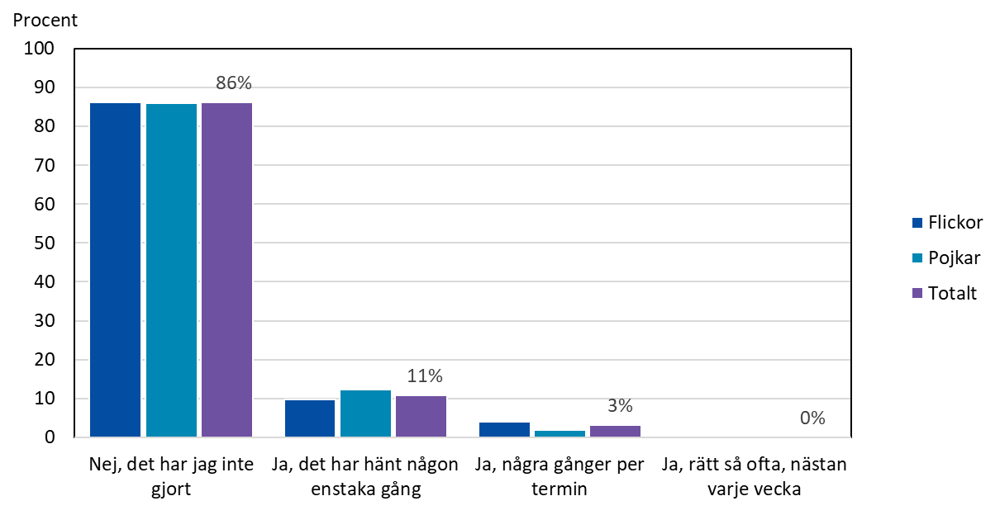 Procent
100
90
80
70
60
50
40
30
20
10
0
86%
11%
3%
0%
Nej, det har jag inte
gjort
Ja, det har hänt någon
enstaka gång
Ja, några gånger per
termin
Ja, rätt så ofta, nästan
varje vecka
Flickor
Pojkar
Totalt